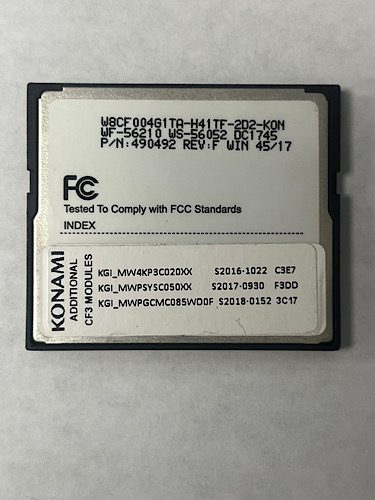 W8CF004G1TA-H41TF-2D2-KON
WF-56210 WS-56052 DC1745
P/N:490492 REV:F WIN 45/17
FC
Tested To Comply with FCC Standards
INDEX
KONAMI
ADDITIONAL
CF3 MODULES
KGI_MW4KP3C020XX S2016-1022 C3E7
KGI_MWPSYSC050XX S2017-0930 F3DD
KGI_MWPGCMC085WD0F S2018-0152 3C17